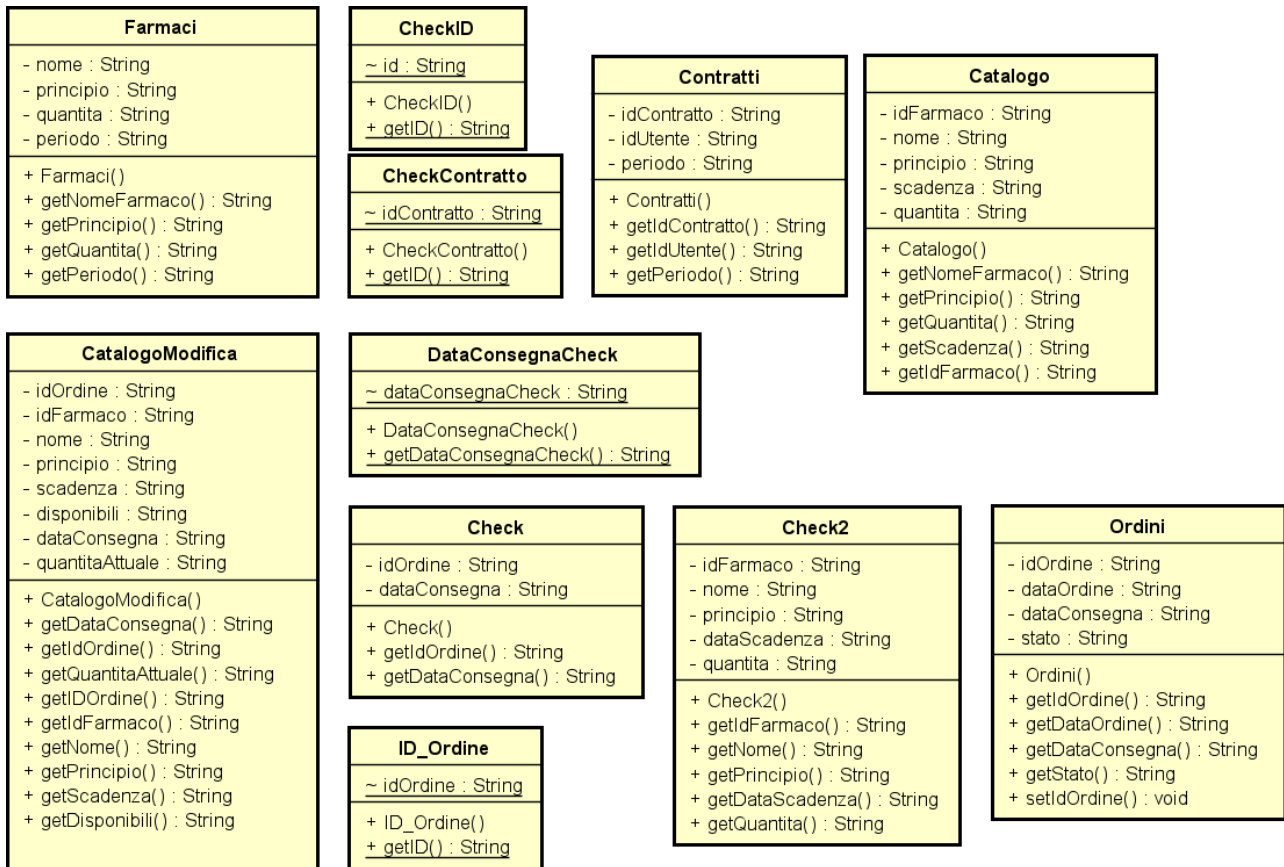 Farmaci
- nome : String
- principio : String
- quantita : String
- periodo : String
+ Farmaci()
+ getNomeFarmaco() : String
+ getPrincipio() : String
+ getQuantita() : String
+ getPeriodo() : String
CheckID
~ id : String
+ CheckID()
+ getID() : String
CheckContratto
~ idContratto : String
+ CheckContratto()
+ getID() : String
Contratti
- idContratto : String
- idUtente : String
- periodo : String
+ Contratti()
+ getIdContratto() : String
+ getIdUtente() : String
+ getPeriodo() : String
Catalogo
- idFarmaco : String
- nome : String
- principio : String
- scadenza : String
- quantita : String
+ Catalogo()
+ getNomeFarmaco() : String
+ getPrincipio() : String
+ getQuantita() : String
+ getScadenza() : String
+ getIdFarmaco() : String
CatalogoModifica
- idOrdine : String
- idFarmaco : String
- nome : String
- principio : String
- scadenza : String
- disponibili : String
- dataConsegna : String
- quantitaAttuale : String
+ CatalogoModifica()
+ getDataConsegna() : String
+ getIdOrdine() : String
+ getQuantitaAttuale() : String
+ getIDOrdine() : String
+ getIdFarmaco() : String
+ getNome() : String
+ getPrincipio() : String
+ getScadenza() : String
+ getDisponibili() : String
DataConsegnaCheck
~ dataConsegnaCheck : String
+ DataConsegnaCheck()
+ getDataConsegnaCheck() : String
Check
- idOrdine : String
- dataConsegna : String
+ Check()
+ getIdOrdine() : String
+ getDataConsegna() : String
ID_Ordine
~ idOrdine : String
+ ID_Ordine()
+ getID() : String
Check2
- idFarmaco : String
- nome : String
- principio : String
- dataScadenza : String
- quantita : String
+ Check2()
+ getIdFarmaco() : String
+ getNome() : String
+ getPrincipio() : String
+ getDataScadenza() : String
+ getQuantita() : String
Ordini
- idOrdine : String
- dataOrdine : String
- dataConsegna : String
- stato : String
+ Ordini()
+ getIdOrdine() : String
+ getDataOrdine() : String
+ getDataConsegna() : String
+ getStato() : String
+ setIdOrdine() : void